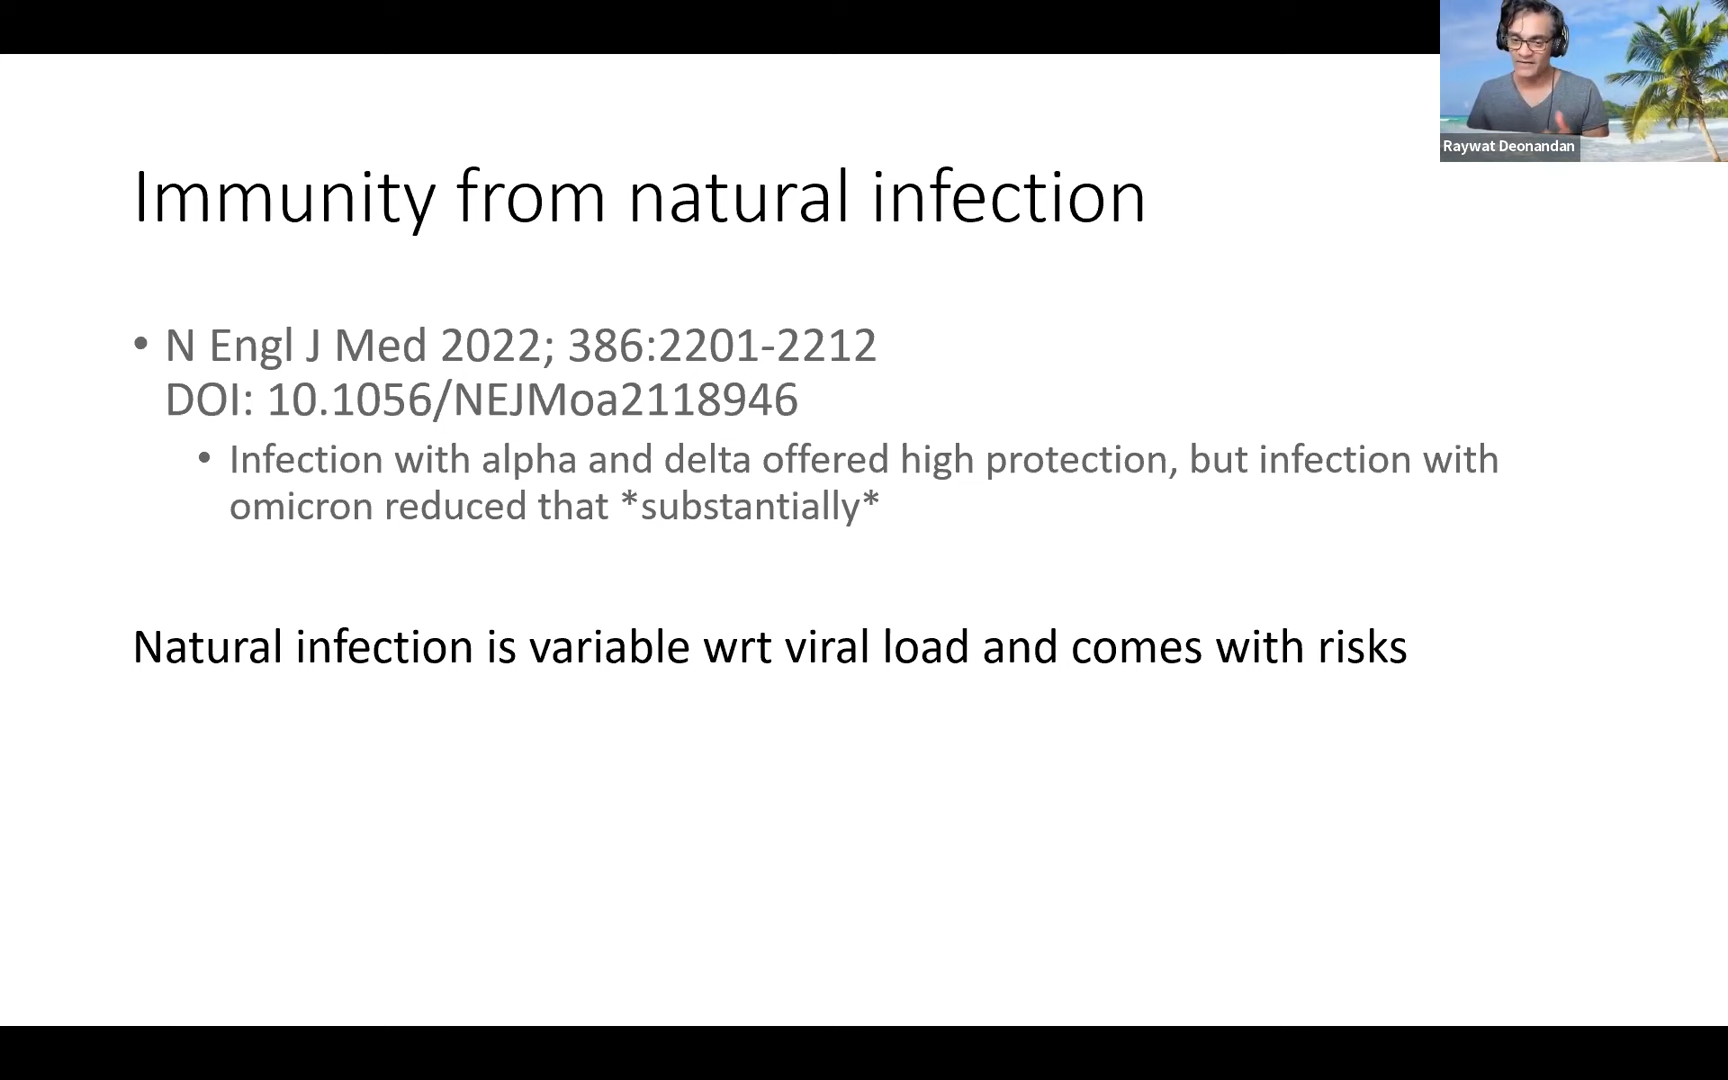 Raywat Deonandan
Immunity from natural infection
• N Engl J Med 2022; 386:2201-2212
DOI: 10.1056/NEJMoa2118946
• Infection with alpha and delta offered high protection, but infection with
omicron reduced that *substantially*
Natural infection is variable wrt viral load and comes with risks